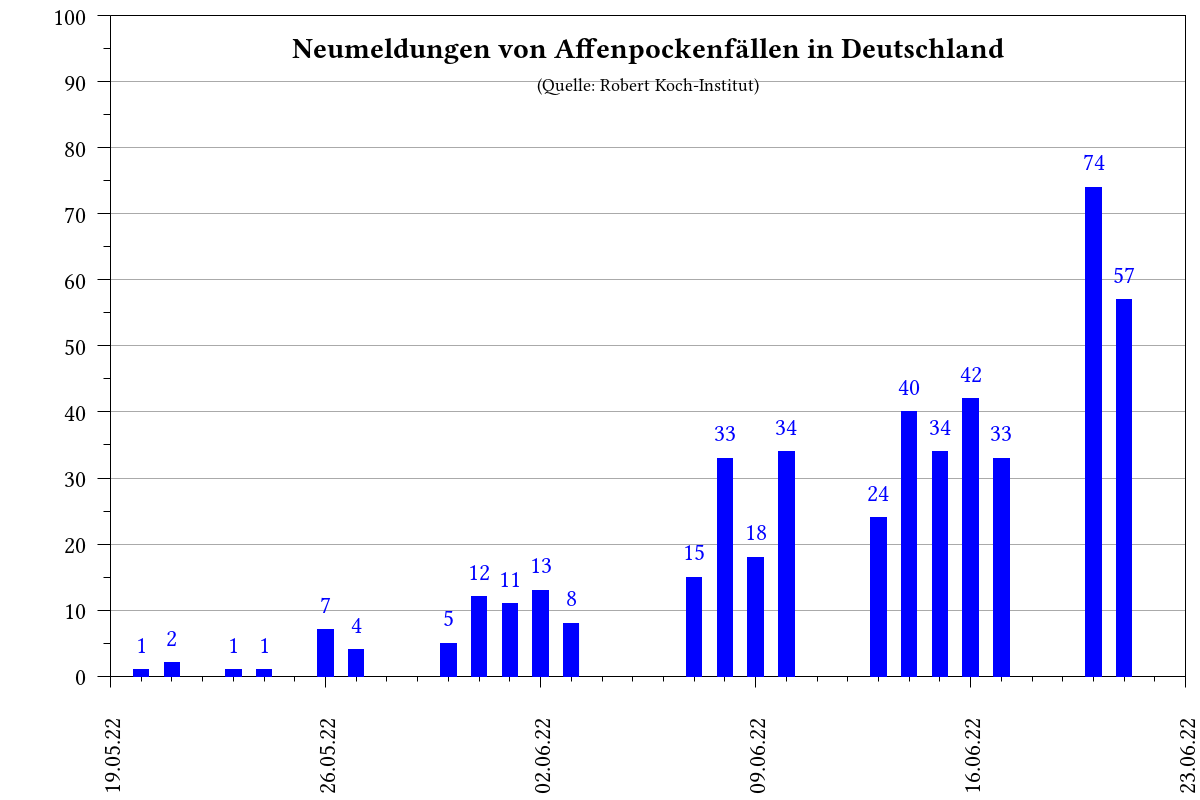 Neumeldungen von Affenpockenfällen in Deutschland
(Quelle: Robert Koch-Institut)
100
90
80
70
60
50
40
30
20
10
0
1 2 1 1 7 4 5 12 11 13 8 15 33 18 34 24 40 34 42 33 74 57
19.05.22 26.05.22 02.06.22 09.06.22 16.06.22 23.06.22